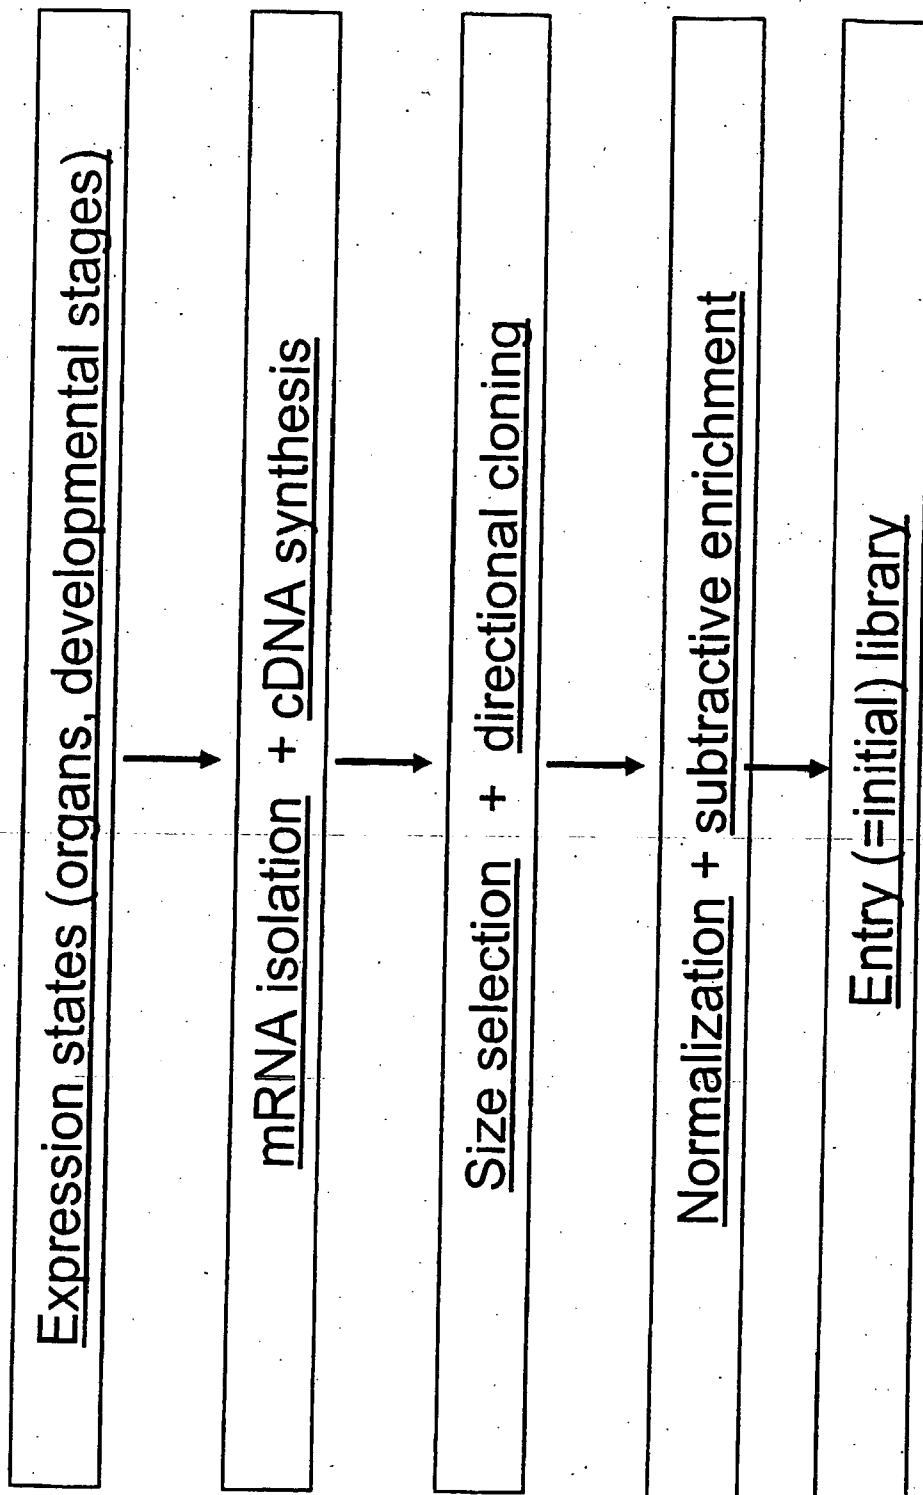 Expression states (organs, developmental stages)
mRNA isolation + cDNA synthesis
Size selection + directional cloning
Normalization + subtractive enrichment
Entry (=initial) library